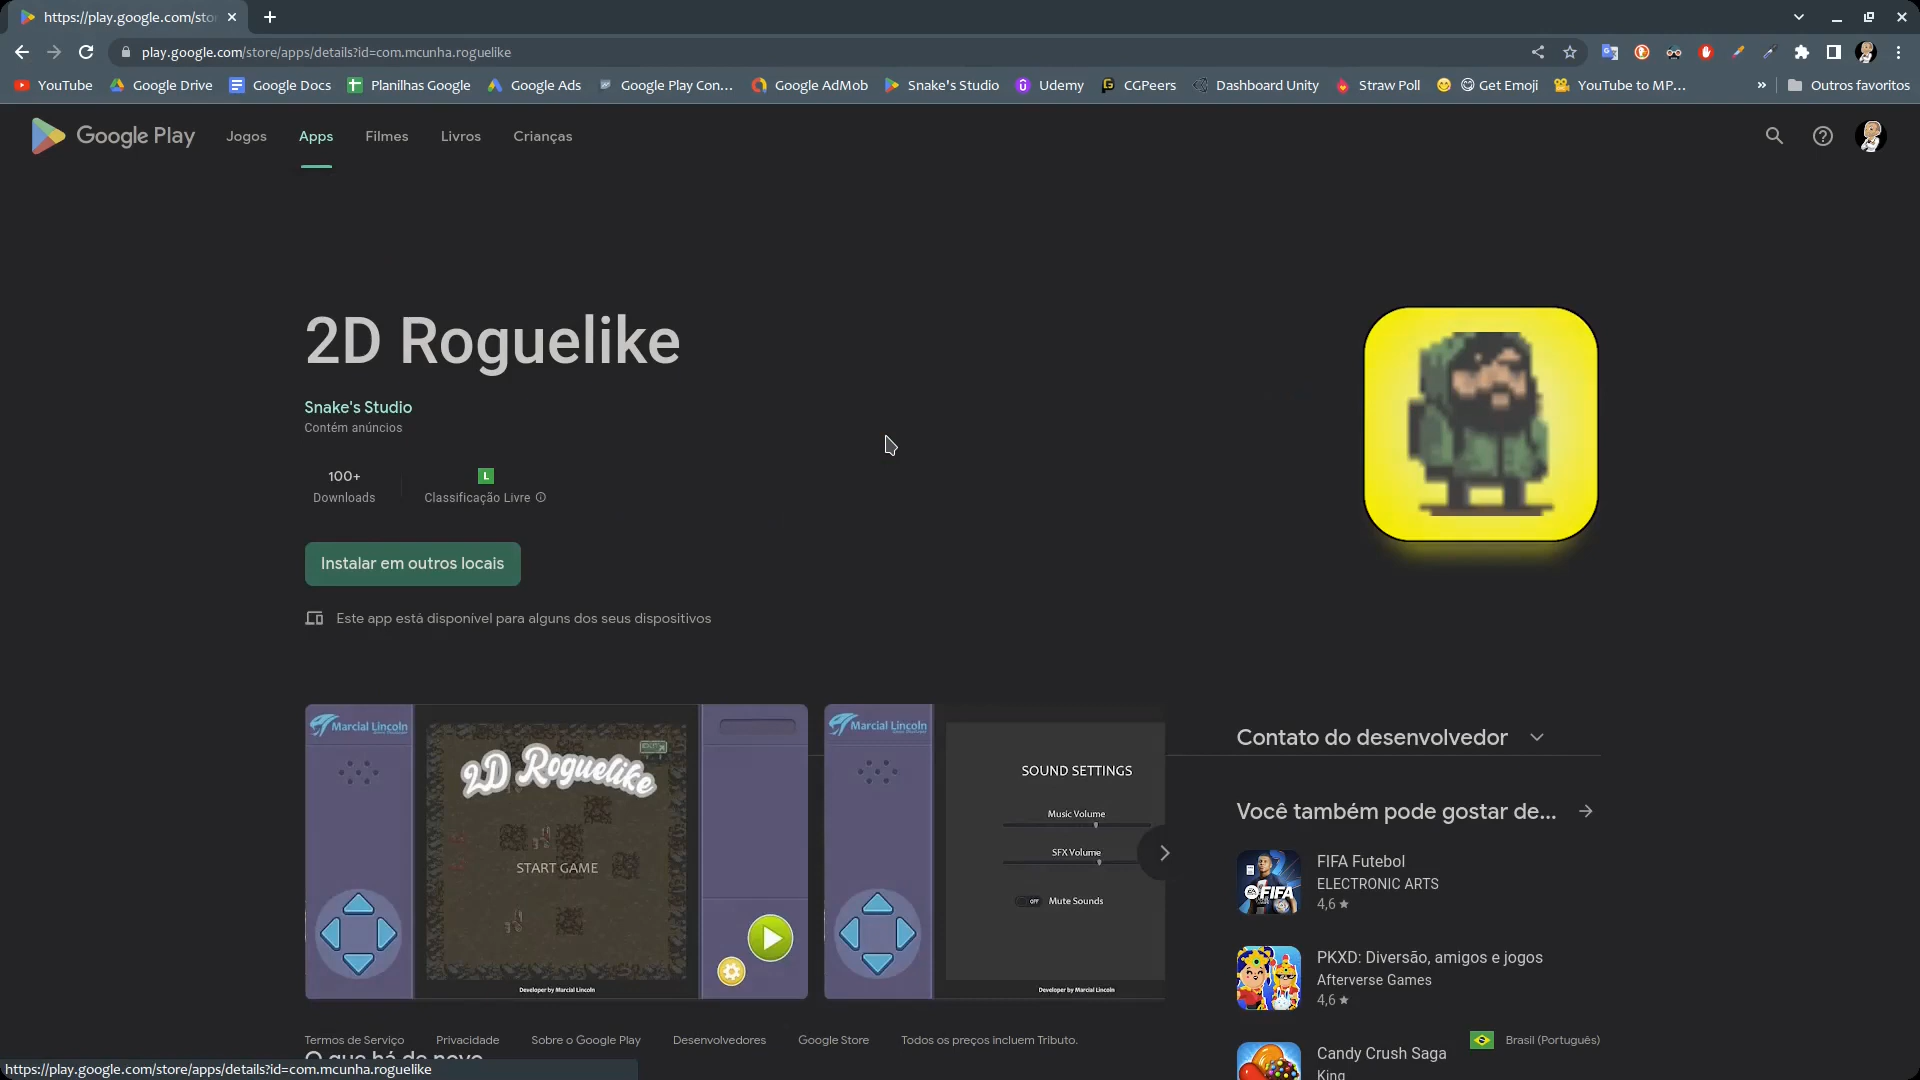 https://play.google.com/sto
play.google.com/store/apps/details?id=com.mcunha.roguelike
YouTube
Google Drive
Google Docs
Planilhas Google
Google Ads
Google Play Con...
Google AdMob
Snake's Studio
Udemy
CGPeers
Dashboard Unity
Straw Poll
Get Emoji
YouTube to MP...
»
Outros favoritos
Google Play
Jogos
Apps
Filmes
Livros
Crianças
2D Roguelike
Snake's Studio
Contém anúncios
100+
Downloads
L
Classificação Livre
Instalar em outros locais
Este app está disponível para alguns dos seus dispositivos
Marcial Lincoln
2D Roguelike
EXIT
START GAME
Developer by Marcial Lincoln
Marcial Lincoln
SOUND SETTINGS
Music Volume
SFX Volume
OFF
Mute Sounds
Developer by Marcial Lincoln
Contato do desenvolvedor
Você também pode gostar de...
EA FIFA
FIFA Futebol
ELECTRONIC ARTS
4,6 ★
PKXD: Diversão, amigos e jogos
Afterverse Games
4,6 ★
Candy Crush Saga
King
Termos de Serviço
Privacidade
Sobre o Google Play
Desenvolvedores
Google Store
Todos os preços incluem Tributo.
Brasil (Português)
O que há de novo
https://play.google.com/store/apps/details?id=com.mcunha.roguelike